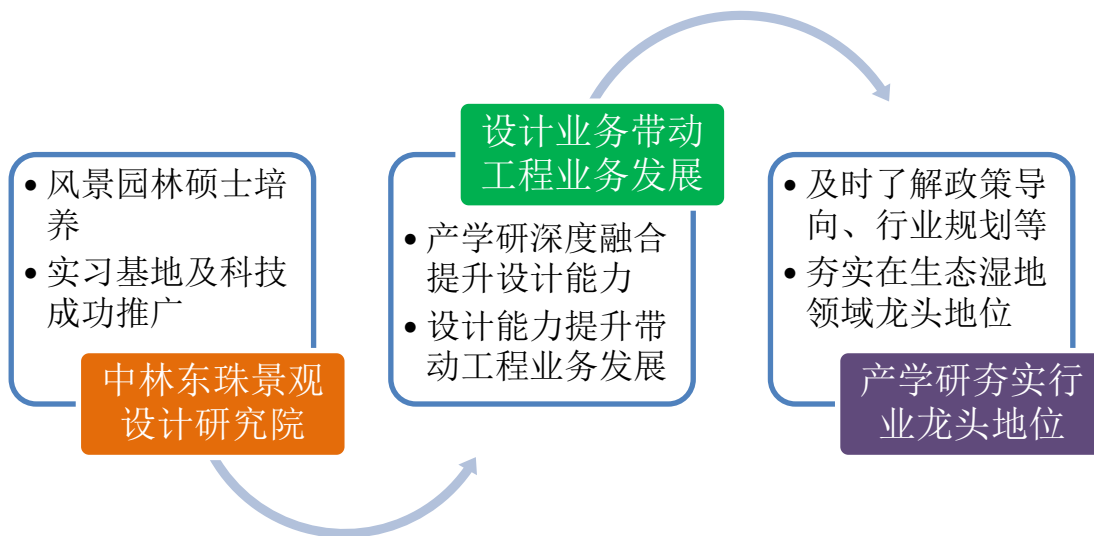 • 风景园林硕士培
养
• 实习基地及科技
成功推广
中林东珠景观
设计研究院
设计业务带动
工程业务发展
• 产学研深度融合
提升设计能力
• 设计能力提升带
动工程业务发展
• 及时了解政策导
向、行业规划等
• 夯实在生态湿地
领域龙头地位
产学研夯实行
业龙头地位